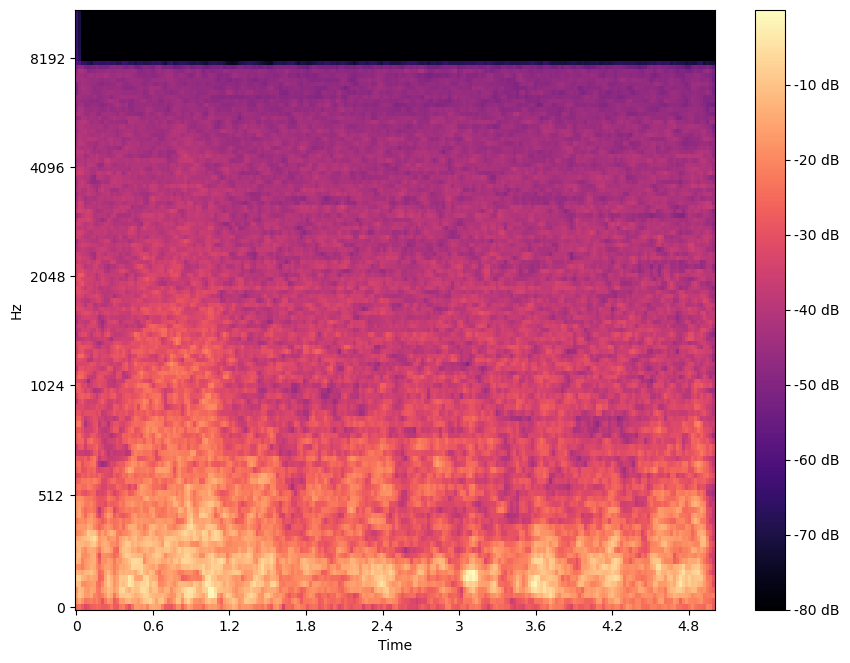 8192
4096
2048
1024
512
0
Hz
0 0.6 1.2 1.8 2.4 3 3.6 4.2 4.8
Time
-10 dB
-20 dB
-30 dB
-40 dB
-50 dB
-60 dB
-70 dB
-80 dB